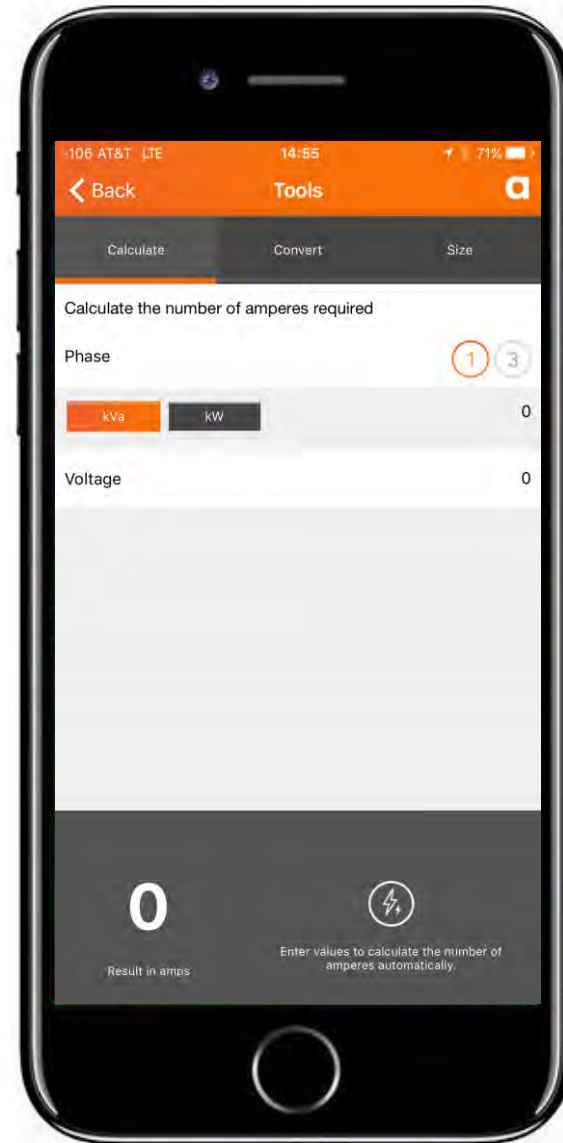 -106 AT&T LTE 14:55 71%
Back Tools a
Calculate Convert Size
Calculate the number of amperes required
Phase 1 3
kVa kW 0
Voltage 0
0
Result in amps
Enter values to calculate the number of
amperes automatically.